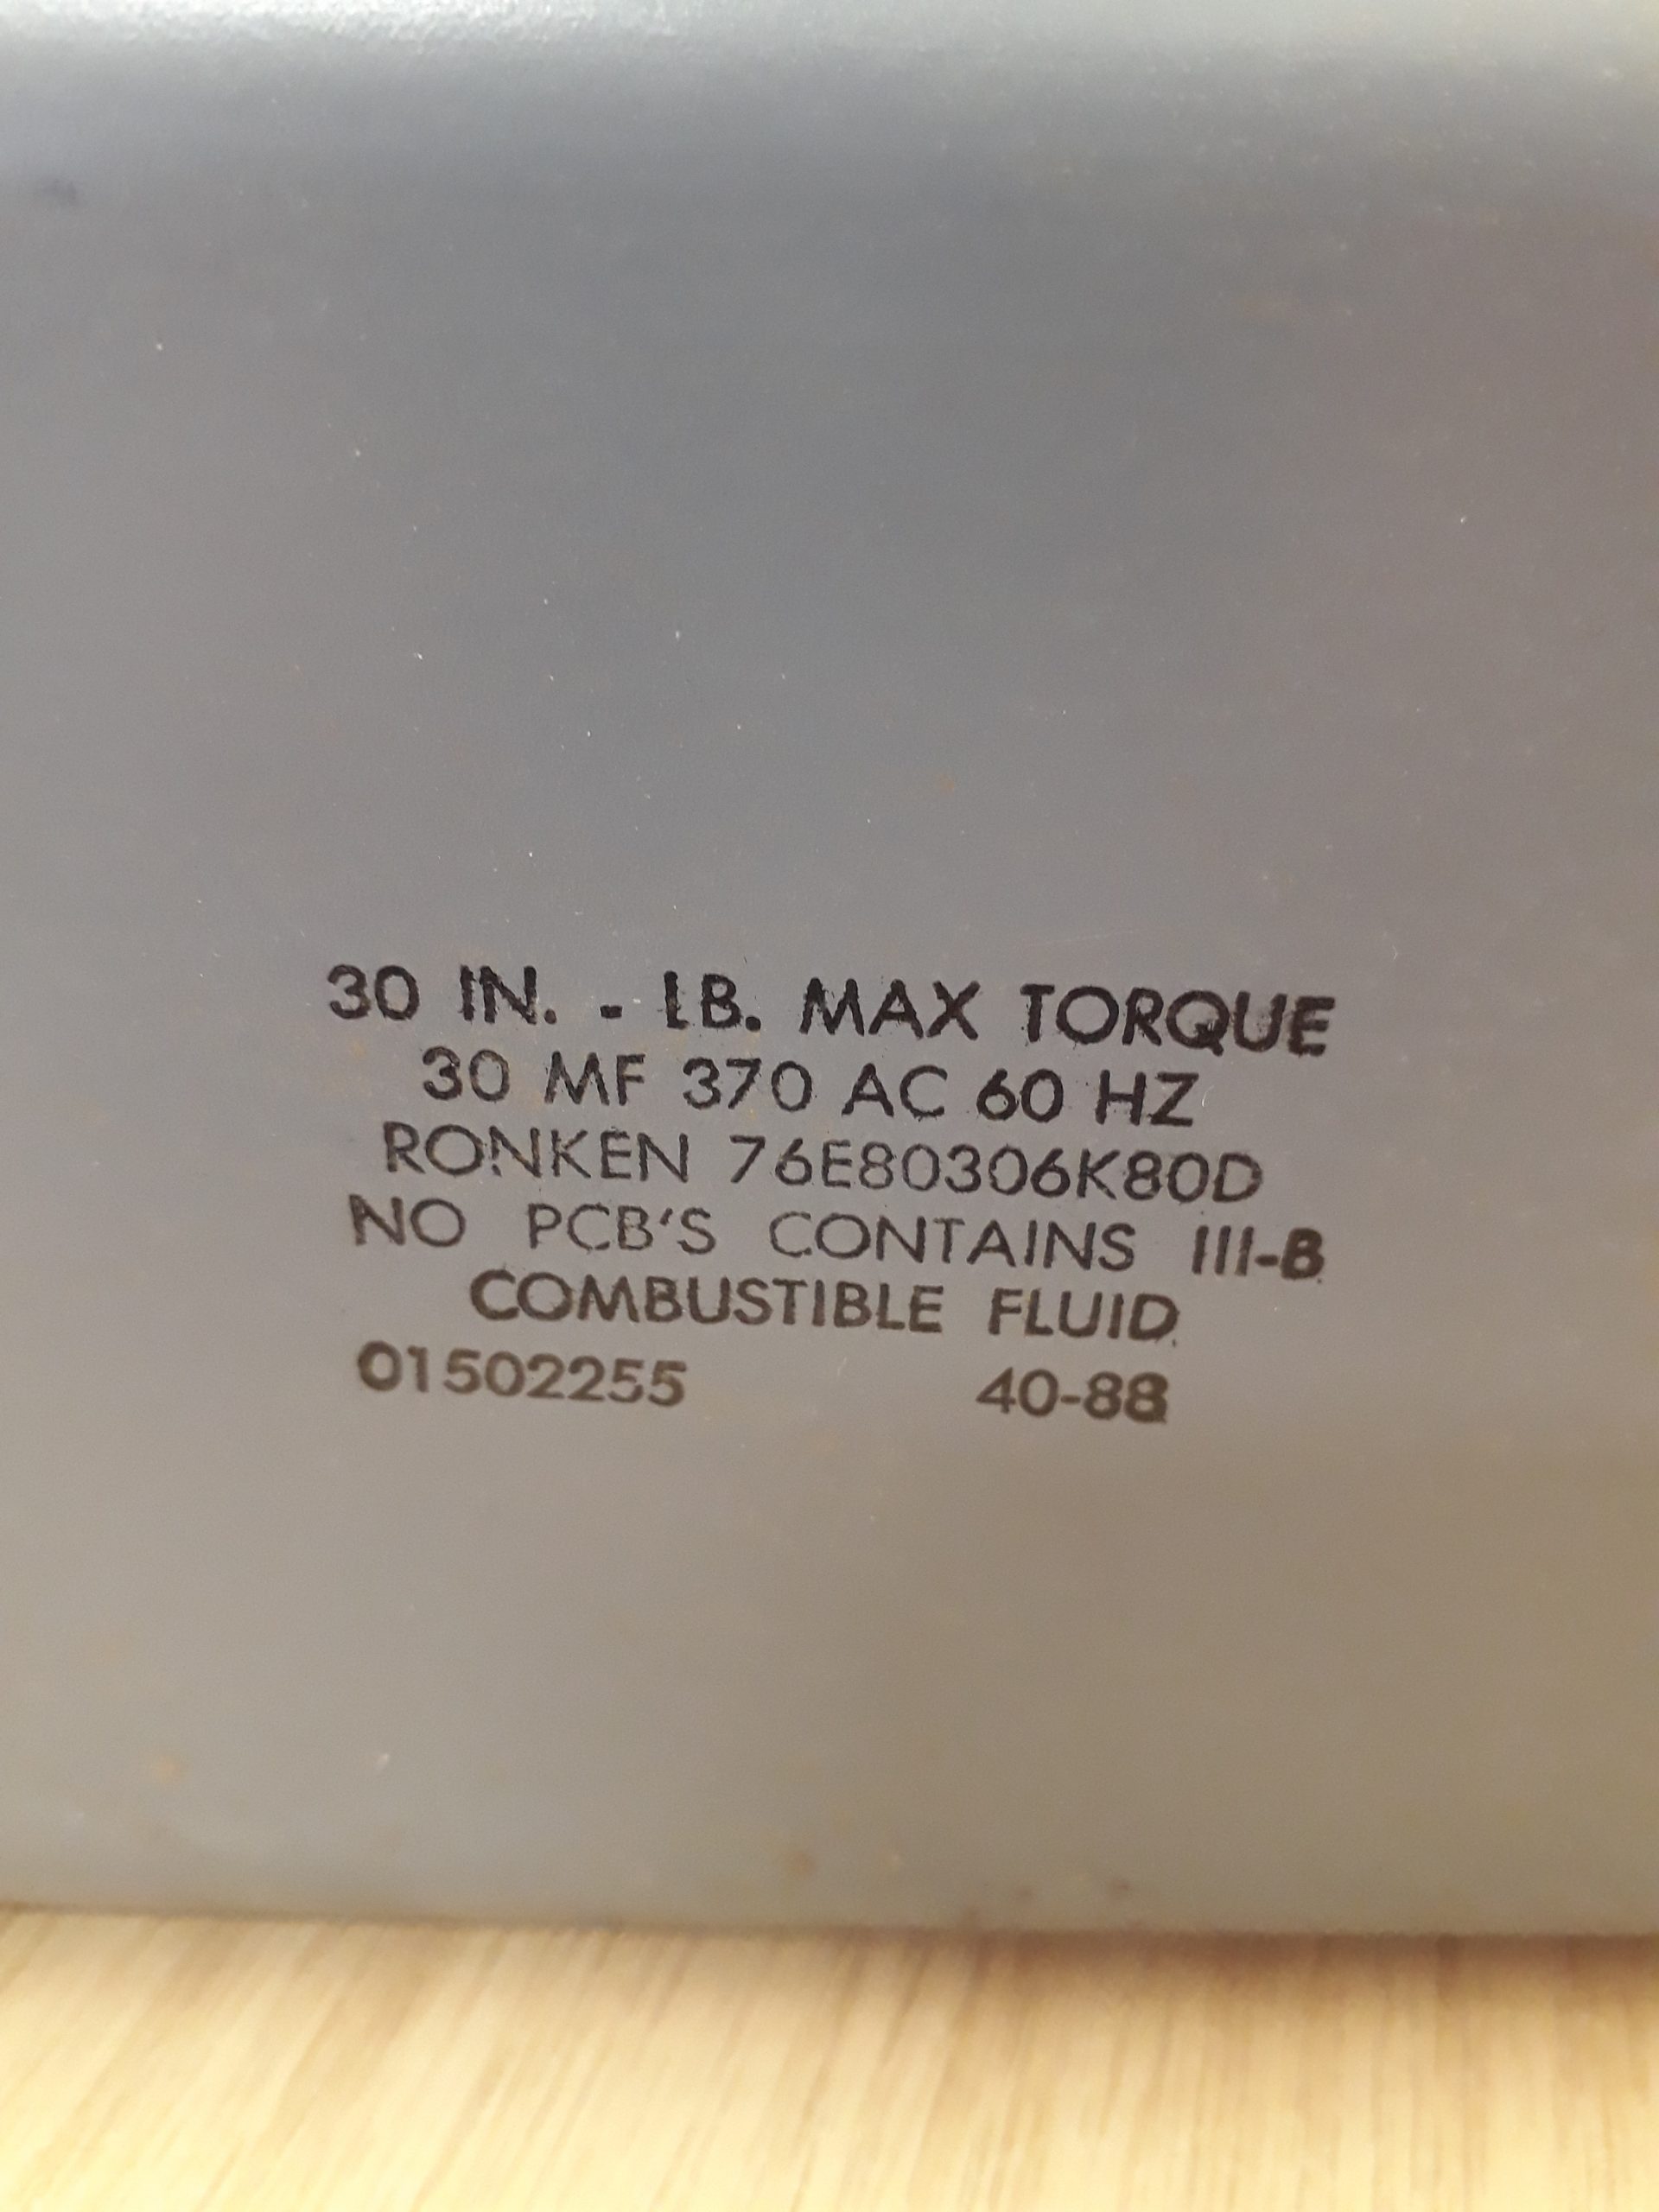 30 IN. - LB. MAX TORQUE
30 MF 370 AC 60 HZ
RONKEN 76E80306K80D
NO PCB'S CONTAINS III-B
COMBUSTIBLE FLUID
01502255 40-88